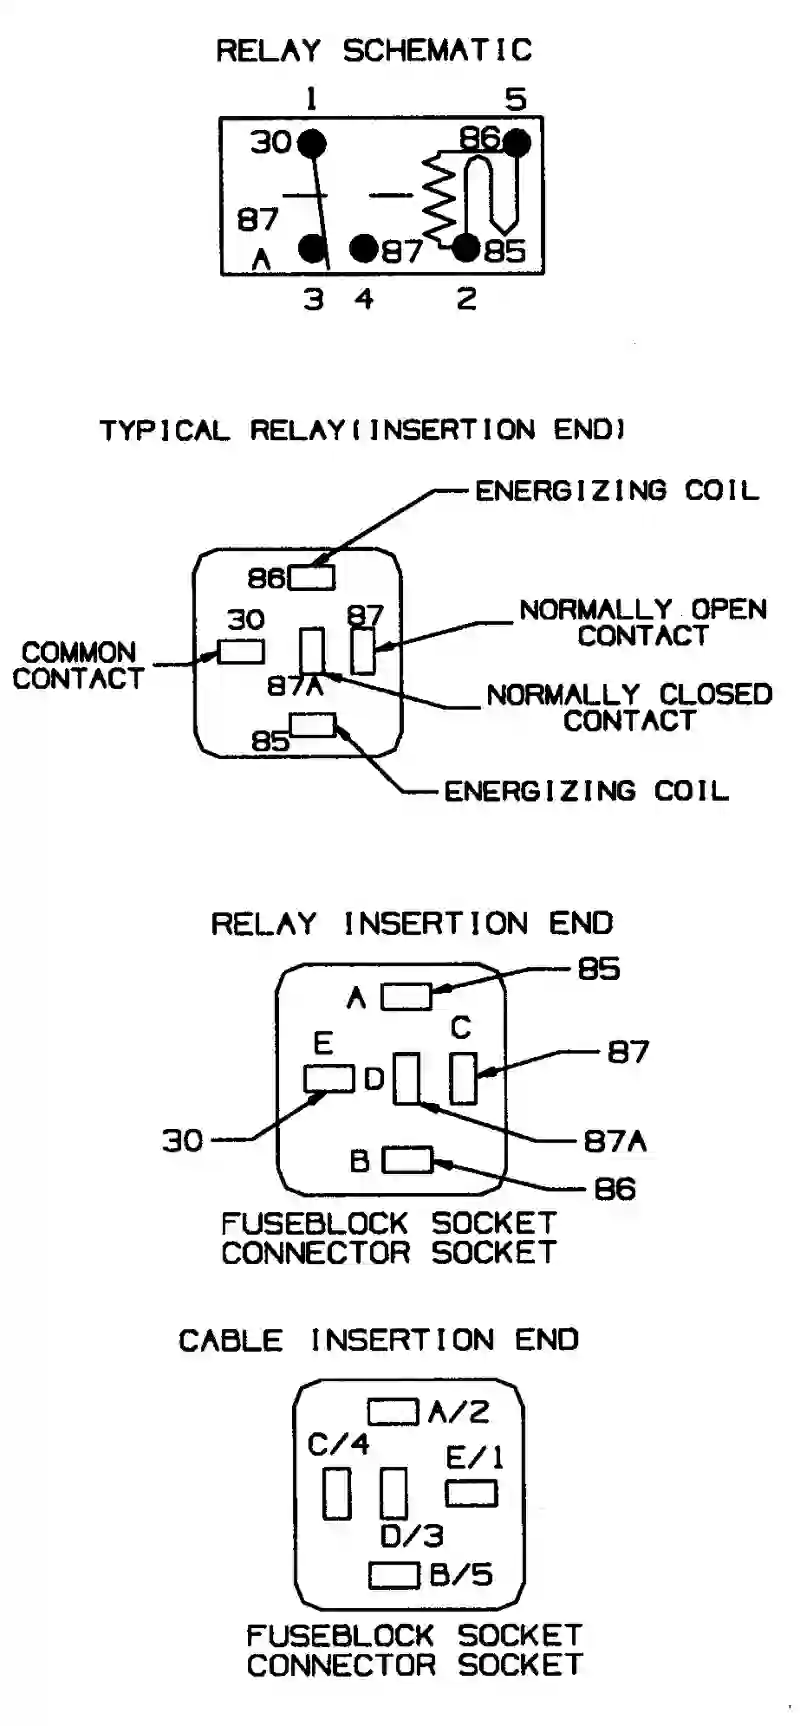 RELAY SCHEMATIC
1 5
30 86
87
A 87 85
3 4 2
TYPICAL RELAY(INSERTION END)
ENERGIZING COIL
86
30 87
NORMALLY OPEN
CONTACT
COMMON
CONTACT
87A
NORMALLY CLOSED
CONTACT
85
ENERGIZING COIL
RELAY INSERTION END
A 85
C
E
87
D
30 87A
B
86
FUSEBLOCK SOCKET
CONNECTOR SOCKET
CABLE INSERTION END
A/2
C/4
E/1
D/3
B/5
FUSEBLOCK SOCKET
CONNECTOR SOCKET